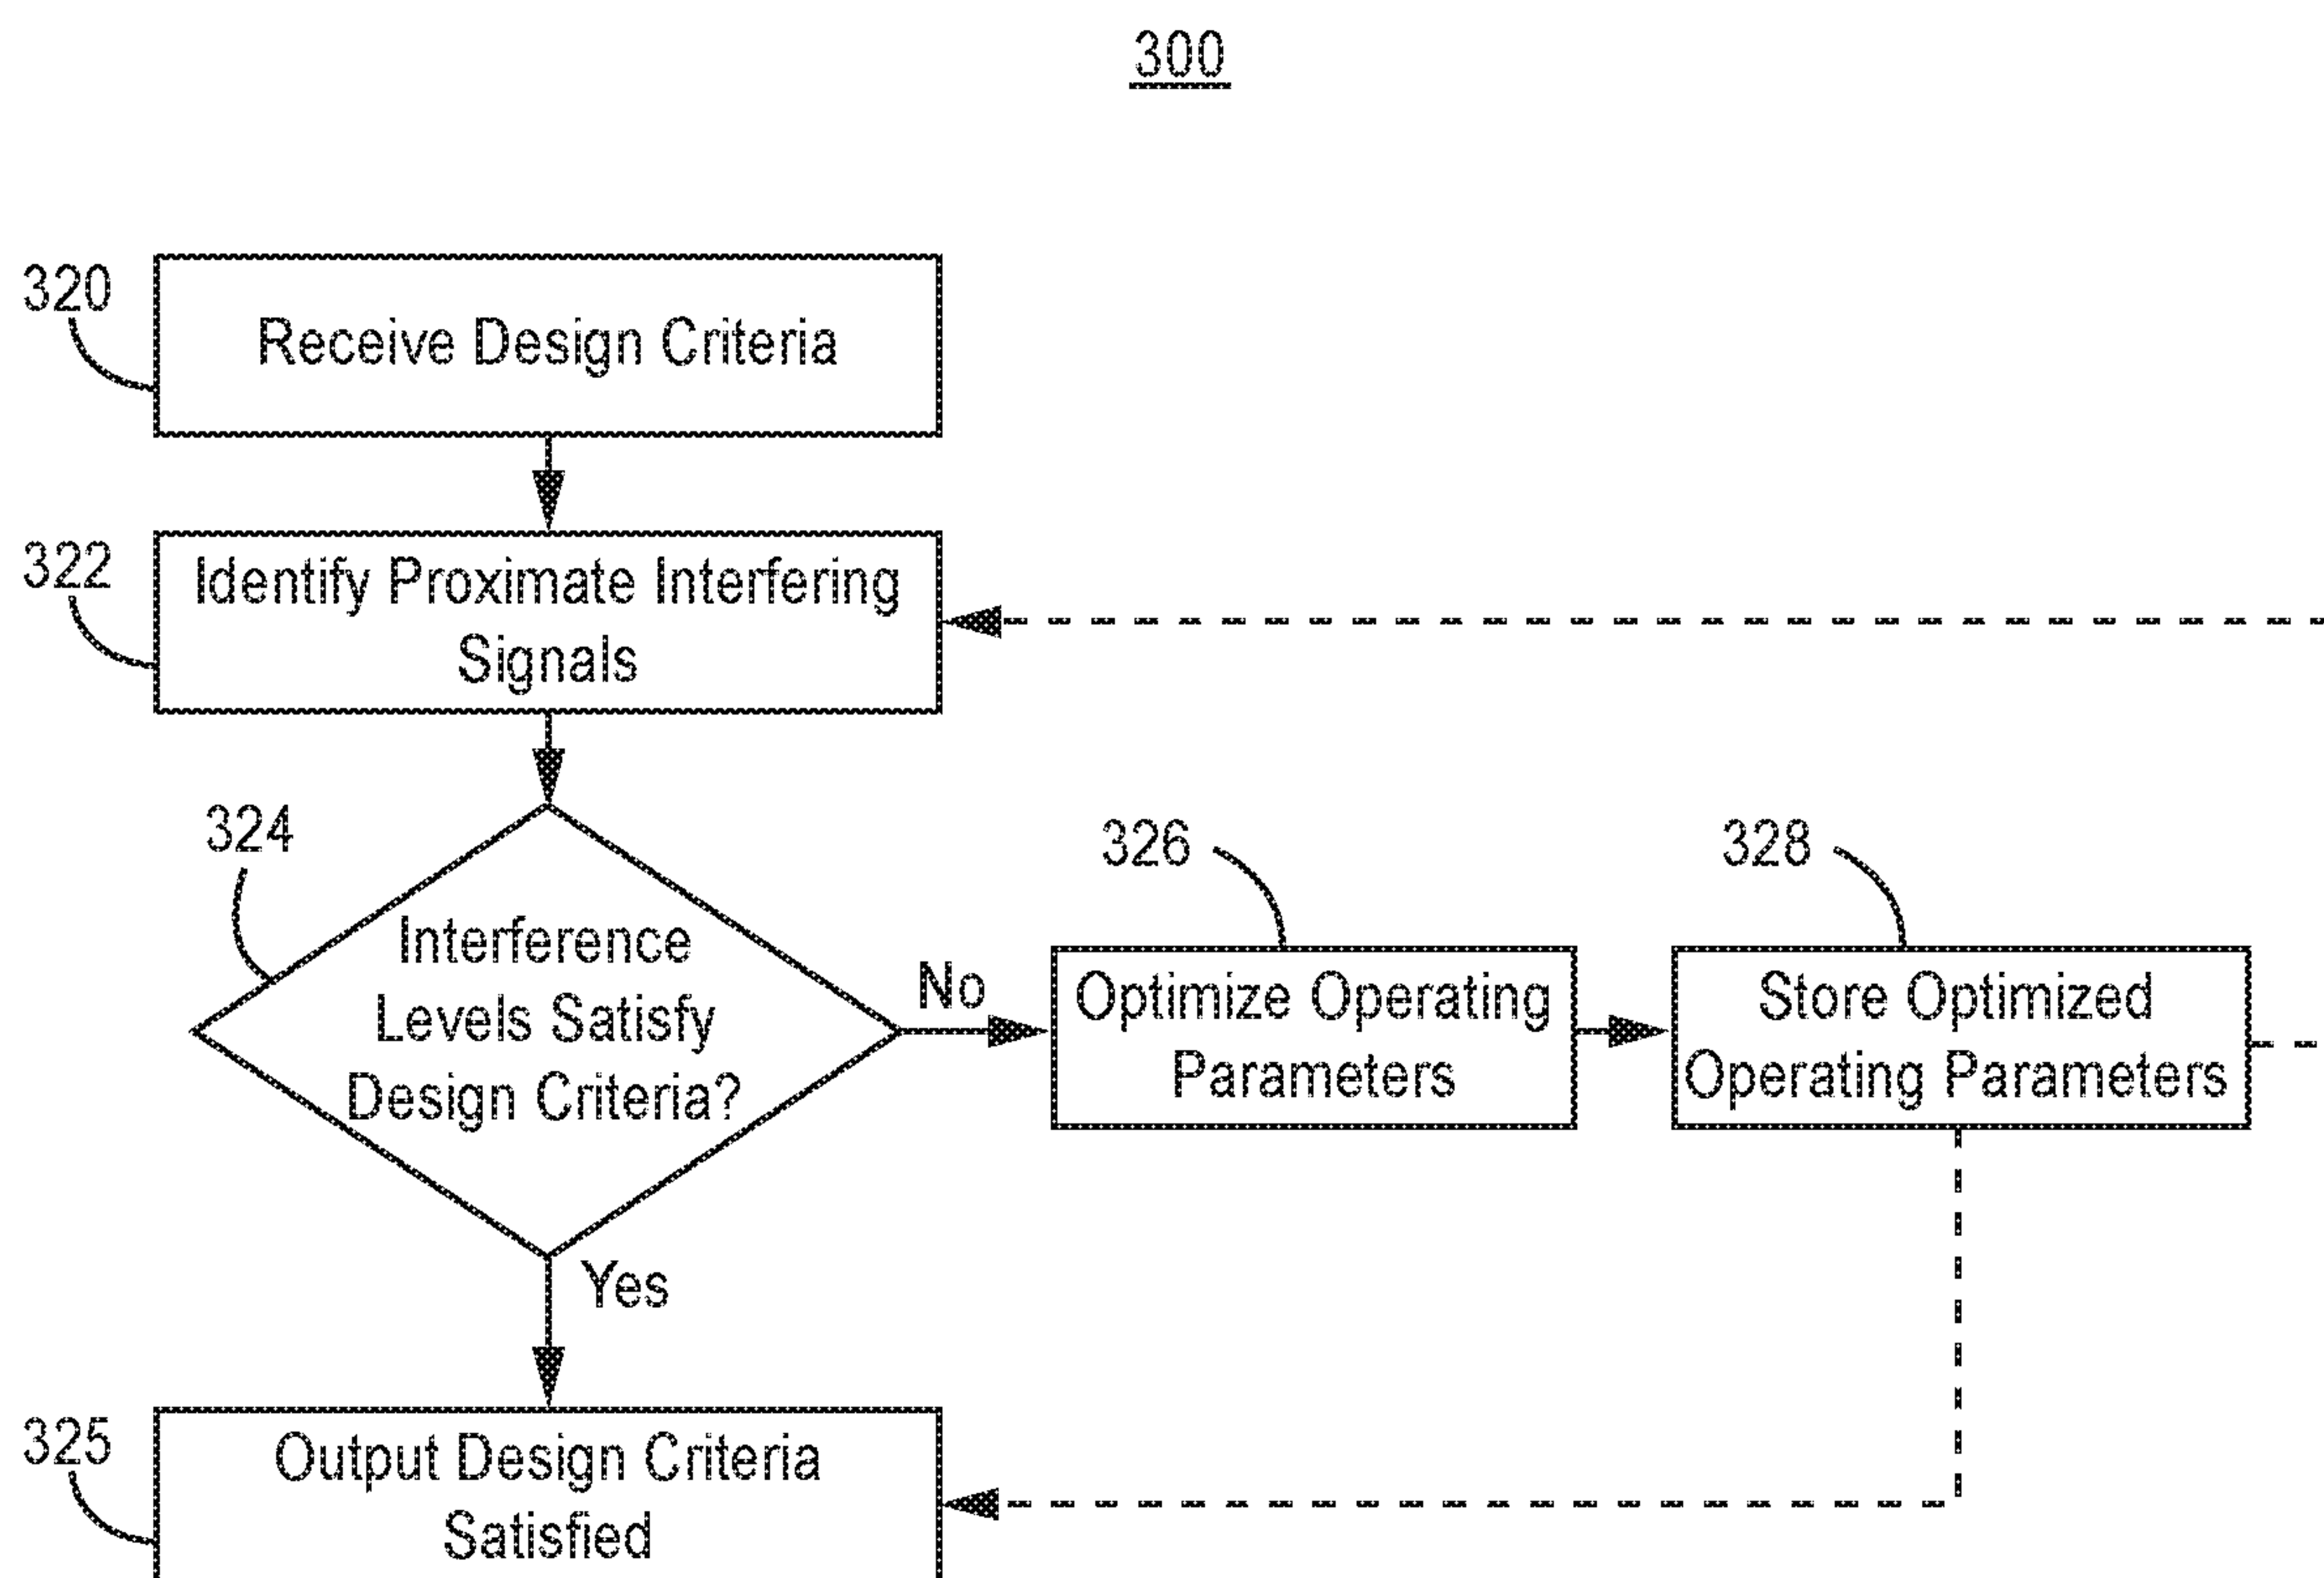 300
320
Receive Design Criteria
322
Identify Proximate Interfering
Signals
324
Interference
Levels Satisfy
Design Criteria?
No
326
Optimize Operating
Parameters
328
Store Optimized
Operating Parameters
Yes
325
Output Design Criteria
Satisfied